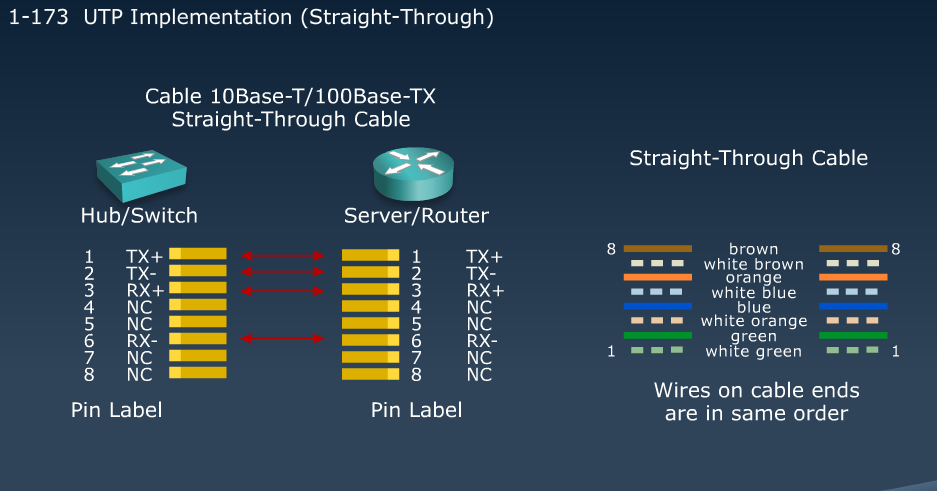 1-173 UTP Implementation (Straight-Through)
Cable 10Base-T/100Base-TX
Straight-Through Cable
Hub/Switch
Server/Router
1 TX+ 1 TX+
2 TX- 2 TX-
3 RX+ 3 RX+
4 NC 4 NC
5 NC 5 NC
6 RX- 6 RX-
7 NC 7 NC
8 NC 8 NC
Pin Label
Pin Label
Straight-Through Cable
8 brown 8
white brown
orange
white blue
blue
white orange
green
1 white green 1
Wires on cable ends
are in same order